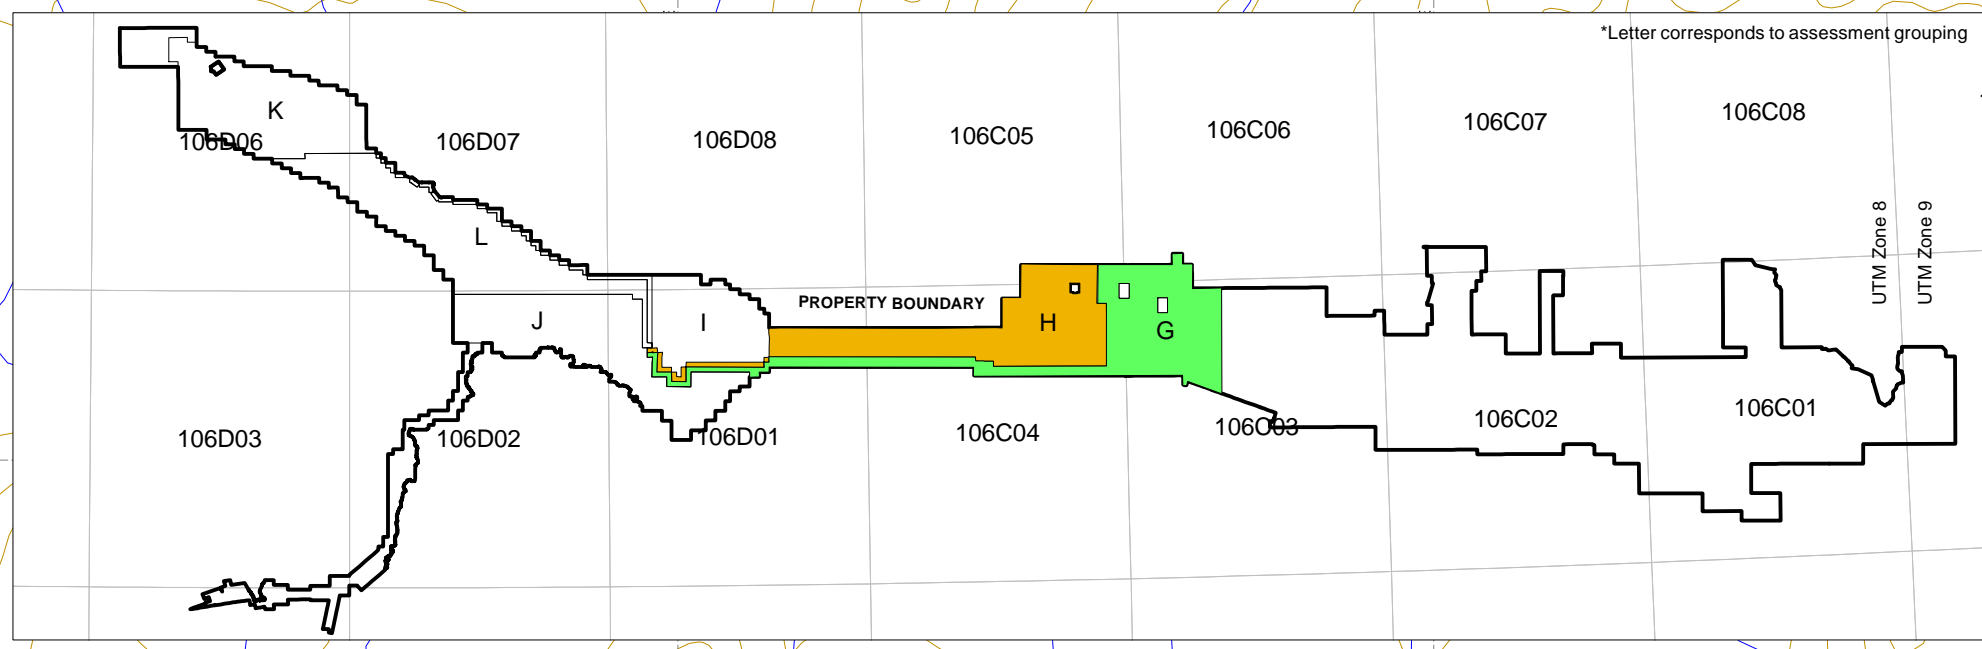 *Letter corresponds to assessment grouping
K
106D06
106D07
106D08
106C05
106C06
106C07
106C08
L
UTM Zone 8
UTM Zone 9
PROPERTY BOUNDARY
J
I
H
G
106D03
106D02
106D01
106C04
106C03
106C02
106C01